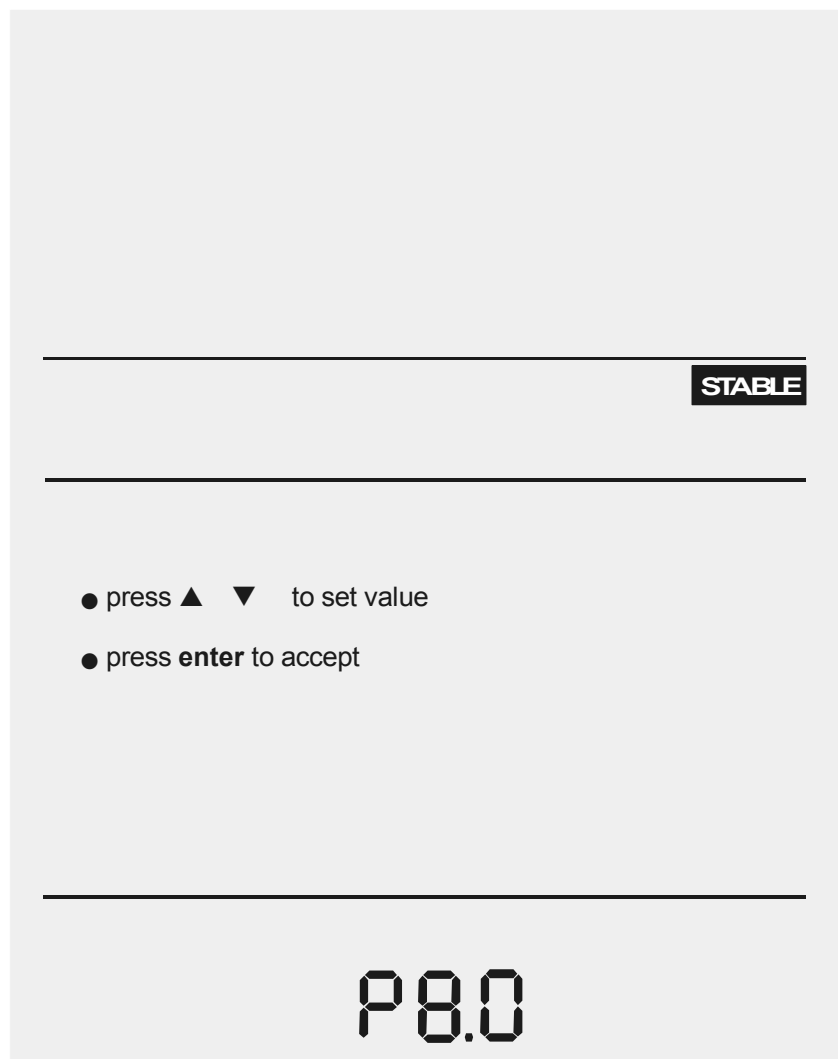 STABLE
● press ▲ ▼ to set value
● press enter to accept
P8.0